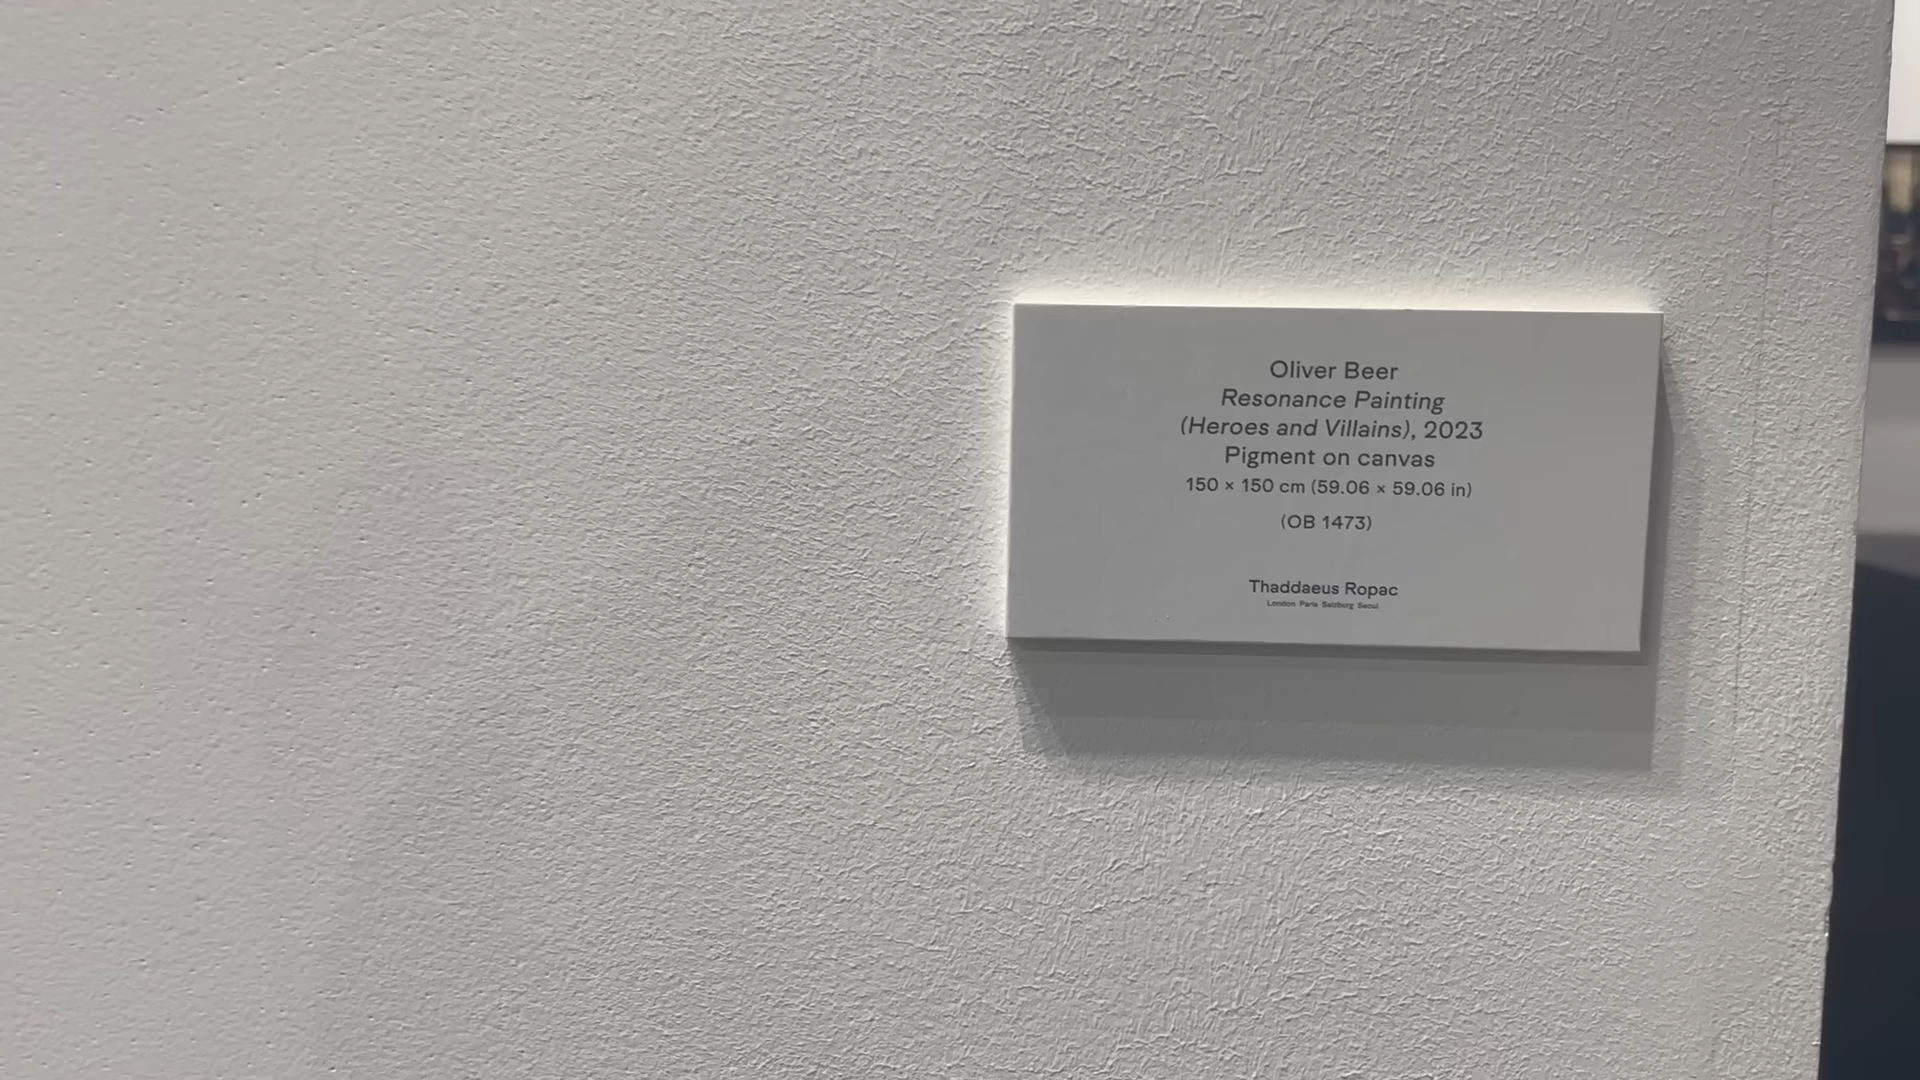 Oliver Beer
Resonance Painting
(Heroes and Villains), 2023
Pigment on canvas
150 × 150 cm (59.06 × 59.06 in)
(OB 1473)
Thaddaeus Ropac
London Paris Salzburg Seoul